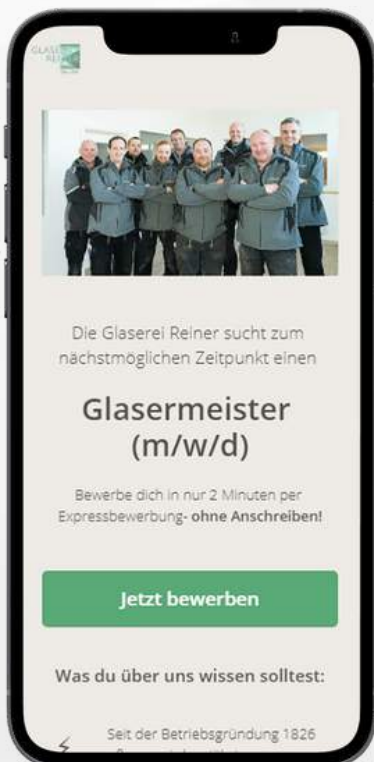 Die Glaserei Reiner sucht zum
nächstmöglichen Zeitpunkt einen
Glasermeister
(m/w/d)
Bewerbe dich in nur 2 Minuten per
Expressbewerbung- ohne Anschreiben!
Jetzt bewerben
Was du über uns wissen solltest:
Seit der Betriebsgründung 1826